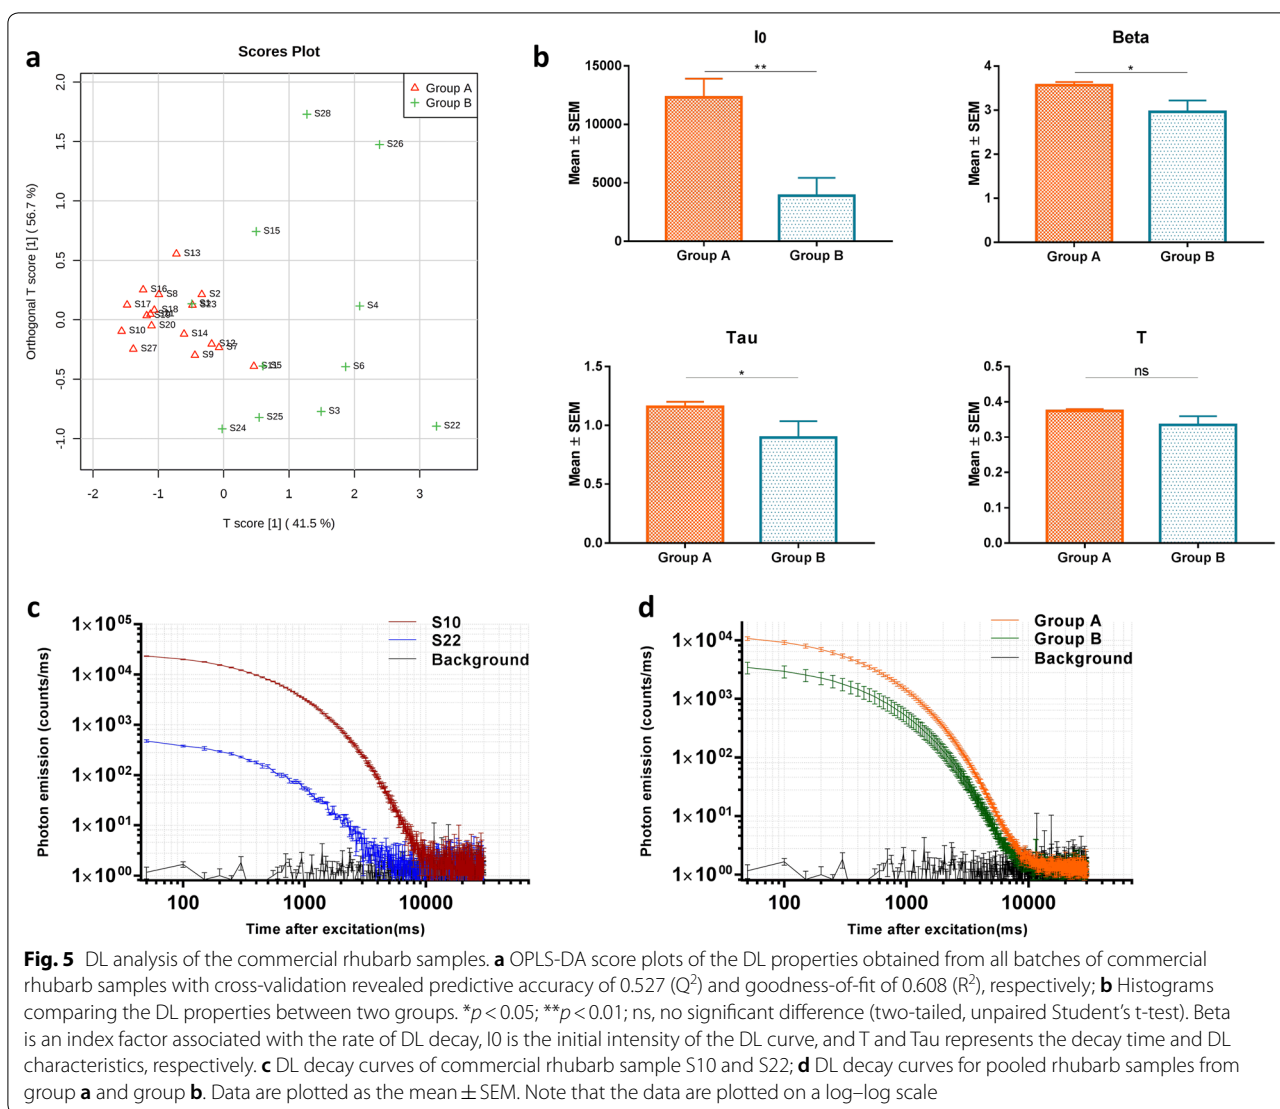 a
Scores Plot
Group A
Group B
Orthogonal T score [1] ( 56.7 %)
2.0
1.5
1.0
0.5
0.0
-0.5
-1.0
S28
S26
S15
S13
S16
S8
S2
S17
S18
S23
S4
S10
S20
S14
S27
S12
S7
S9
S6
S25
S3
S24
S22
-2 -1 0 1 2 3
T score [1] ( 41.5 %)
b
I0
**
Mean ± SEM
15000
10000
5000
0
Group A Group B
Beta
*
Mean ± SEM
4
3
2
1
0
Group A Group B
Tau
*
Mean ± SEM
1.5
1.0
0.5
0.0
Group A Group B
T
ns
Mean ± SEM
0.5
0.4
0.3
0.2
0.1
0.0
Group A Group B
c
S10
S22
Background
Photon emission (counts/ms)
1×10^05
1×10^04
1×10^03
1×10^02
1×10^01
1×10^00
100 1000 10000
Time after excitation(ms)
d
Group A
Group B
Background
Photon emission (counts/ms)
1×10^04
1×10^03
1×10^02
1×10^01
1×10^00
100 1000 10000
Time after excitation(ms)
Fig. 5 DL analysis of the commercial rhubarb samples. a OPLS-DA score plots of the DL properties obtained from all batches of commercial
rhubarb samples with cross-validation revealed predictive accuracy of 0.527 (Q²) and goodness-of-fit of 0.608 (R²), respectively; b Histograms
comparing the DL properties between two groups. *p < 0.05; **p < 0.01; ns, no significant difference (two-tailed, unpaired Student's t-test). Beta
is an index factor associated with the rate of DL decay, I0 is the initial intensity of the DL curve, and T and Tau represents the decay time and DL
characteristics, respectively. c DL decay curves of commercial rhubarb sample S10 and S22; d DL decay curves for pooled rhubarb samples from
group a and group b. Data are plotted as the mean ± SEM. Note that the data are plotted on a log–log scale